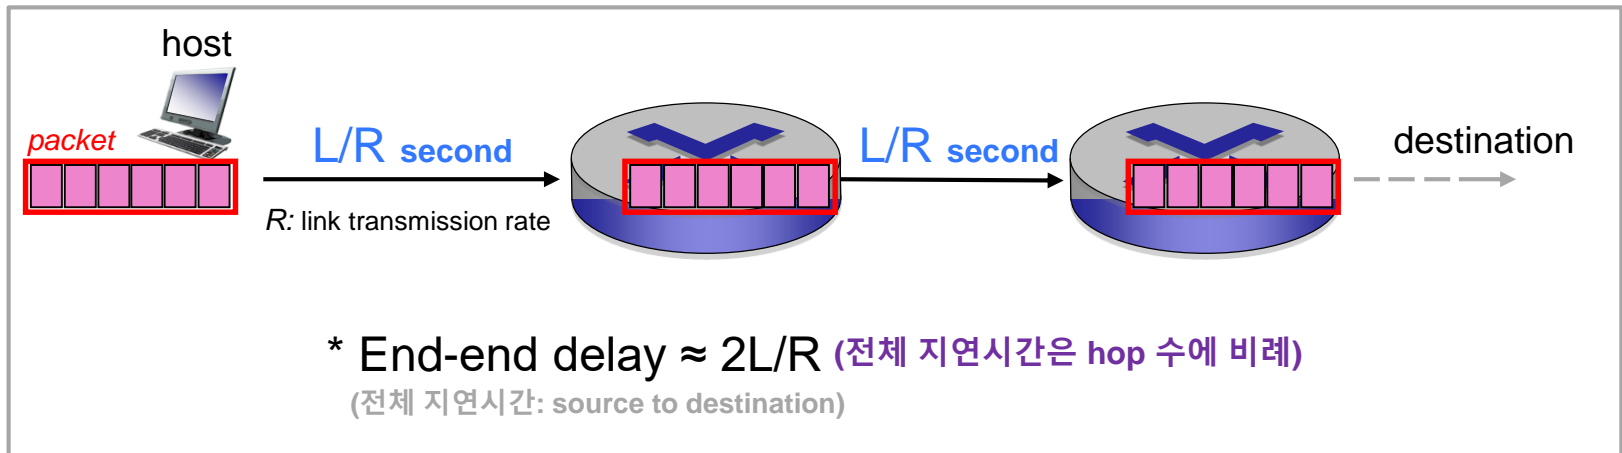 host
packet
L/R second
L/R second
destination
R: link transmission rate
* End-end delay ≈ 2L/R (전체 지연시간은 hop 수에 비례)
(전체 지연시간: source to destination)